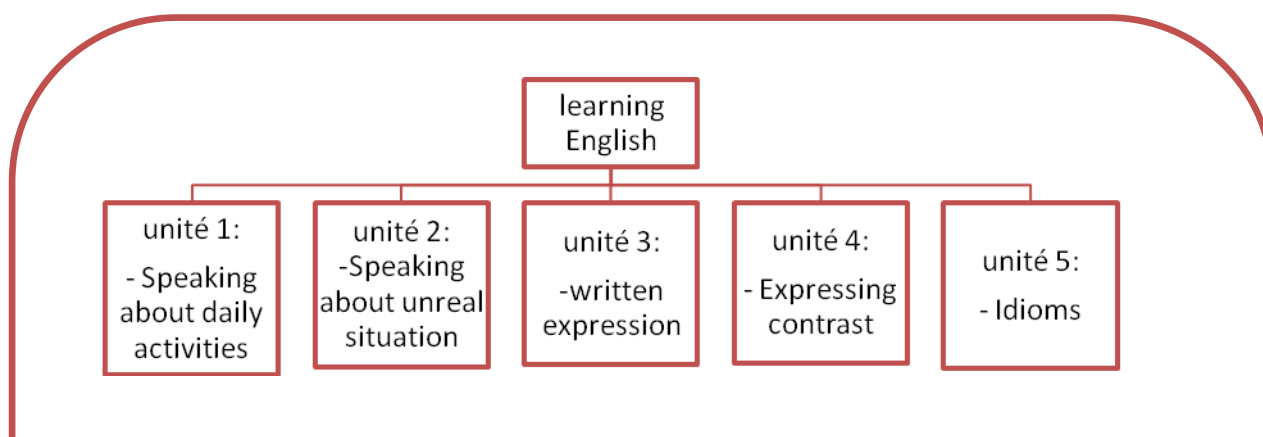 learning
English
unité 1:
- Speaking
about daily
activities
unité 2:
-Speaking
about unreal
situation
unité 3:
-written
expression
unité 4:
- Expressing
contrast
unité 5:
- Idioms